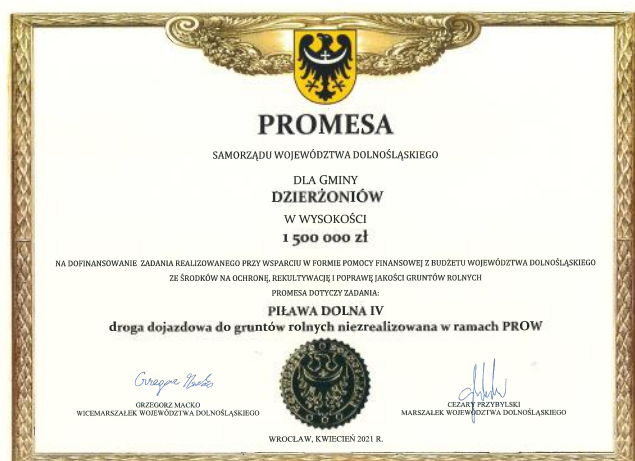 PROMESA
SAMORZĄDU WOJEWÓDZTWA DOLNOŚLĄSKIEGO
DLA GMINY
DZIERŻONIÓW
W WYSOKOŚCI
1 500 000 zł
NA DOFINANSOWANIE ZADANIA REALIZOWANEGO PRZY WSPARCIU W FORMIE POMOCY FINANSOWEJ Z BUDŻETU WOJEWÓDZTWA DOLNOŚLĄSKIEGO
ZE ŚRODKÓW NA OCHRONĘ, REKULTYWACJĘ I POPRAWĘ JAKOŚCI GRUNTÓW ROLNYCH
PROMESA DOTYCZY ZADANIA:
PIŁAWA DOLNA IV
droga dojazdowa do gruntów rolnych niezrealizowana w ramach PROW
Grzegorz Macko
GRZEGORZ MACKO
WICEMARSZAŁEK WOJEWÓDZTWA DOLNOŚLĄSKIEGO
CEZARY PRZYBYLSKI
MARSZAŁEK WOJEWÓDZTWA DOLNOŚLĄSKIEGO
WROCŁAW, KWIECIEŃ 2021 R.